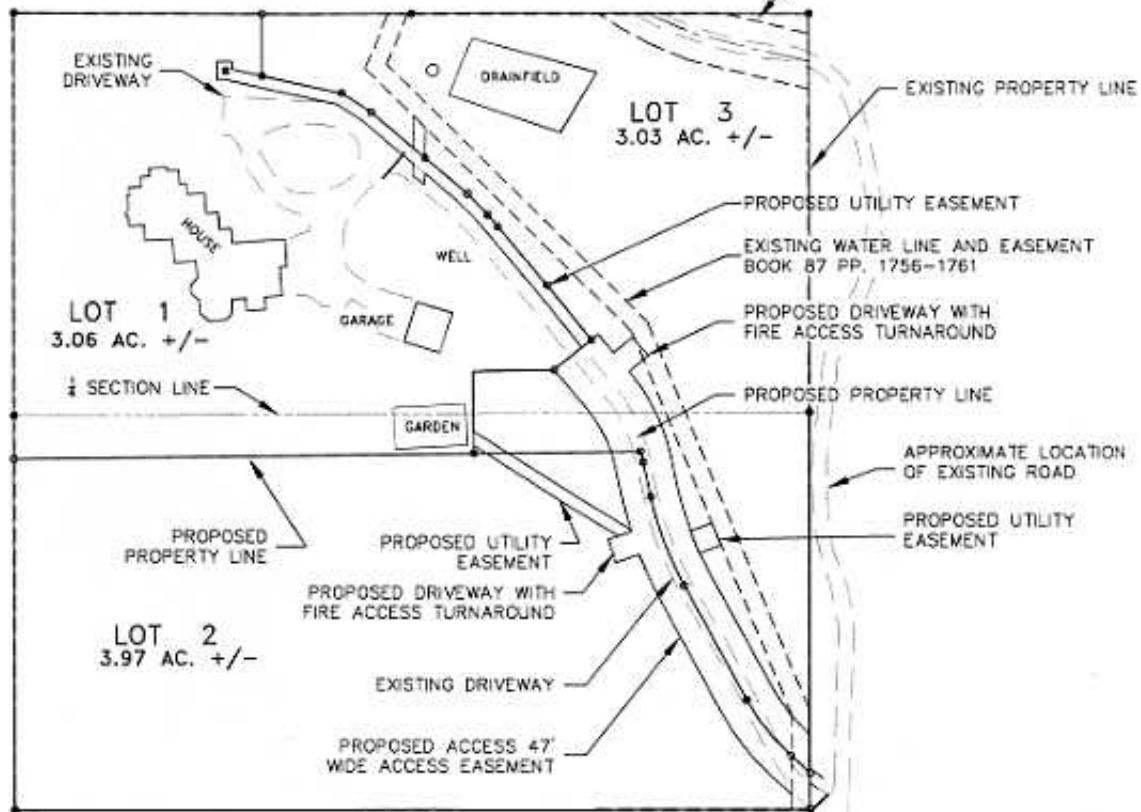 EXISTING
DRIVEWAY
DRAINFIELD
LOT 3
3.03 AC. +/-
EXISTING PROPERTY LINE
HOUSE
WELL
PROPOSED UTILITY EASEMENT
EXISTING WATER LINE AND EASEMENT
BOOK 87 PP. 1756-1761
LOT 1
3.06 AC. +/-
GARAGE
PROPOSED DRIVEWAY WITH
FIRE ACCESS TURNAROUND
¼ SECTION LINE
PROPOSED PROPERTY LINE
GARDEN
APPROXIMATE LOCATION
OF EXISTING ROAD
PROPOSED
PROPERTY LINE
PROPOSED UTILITY
EASEMENT
PROPOSED UTILITY
EASEMENT
PROPOSED DRIVEWAY WITH
FIRE ACCESS TURNAROUND
LOT 2
3.97 AC. +/-
EXISTING DRIVEWAY
PROPOSED ACCESS 47'
WIDE ACCESS EASEMENT